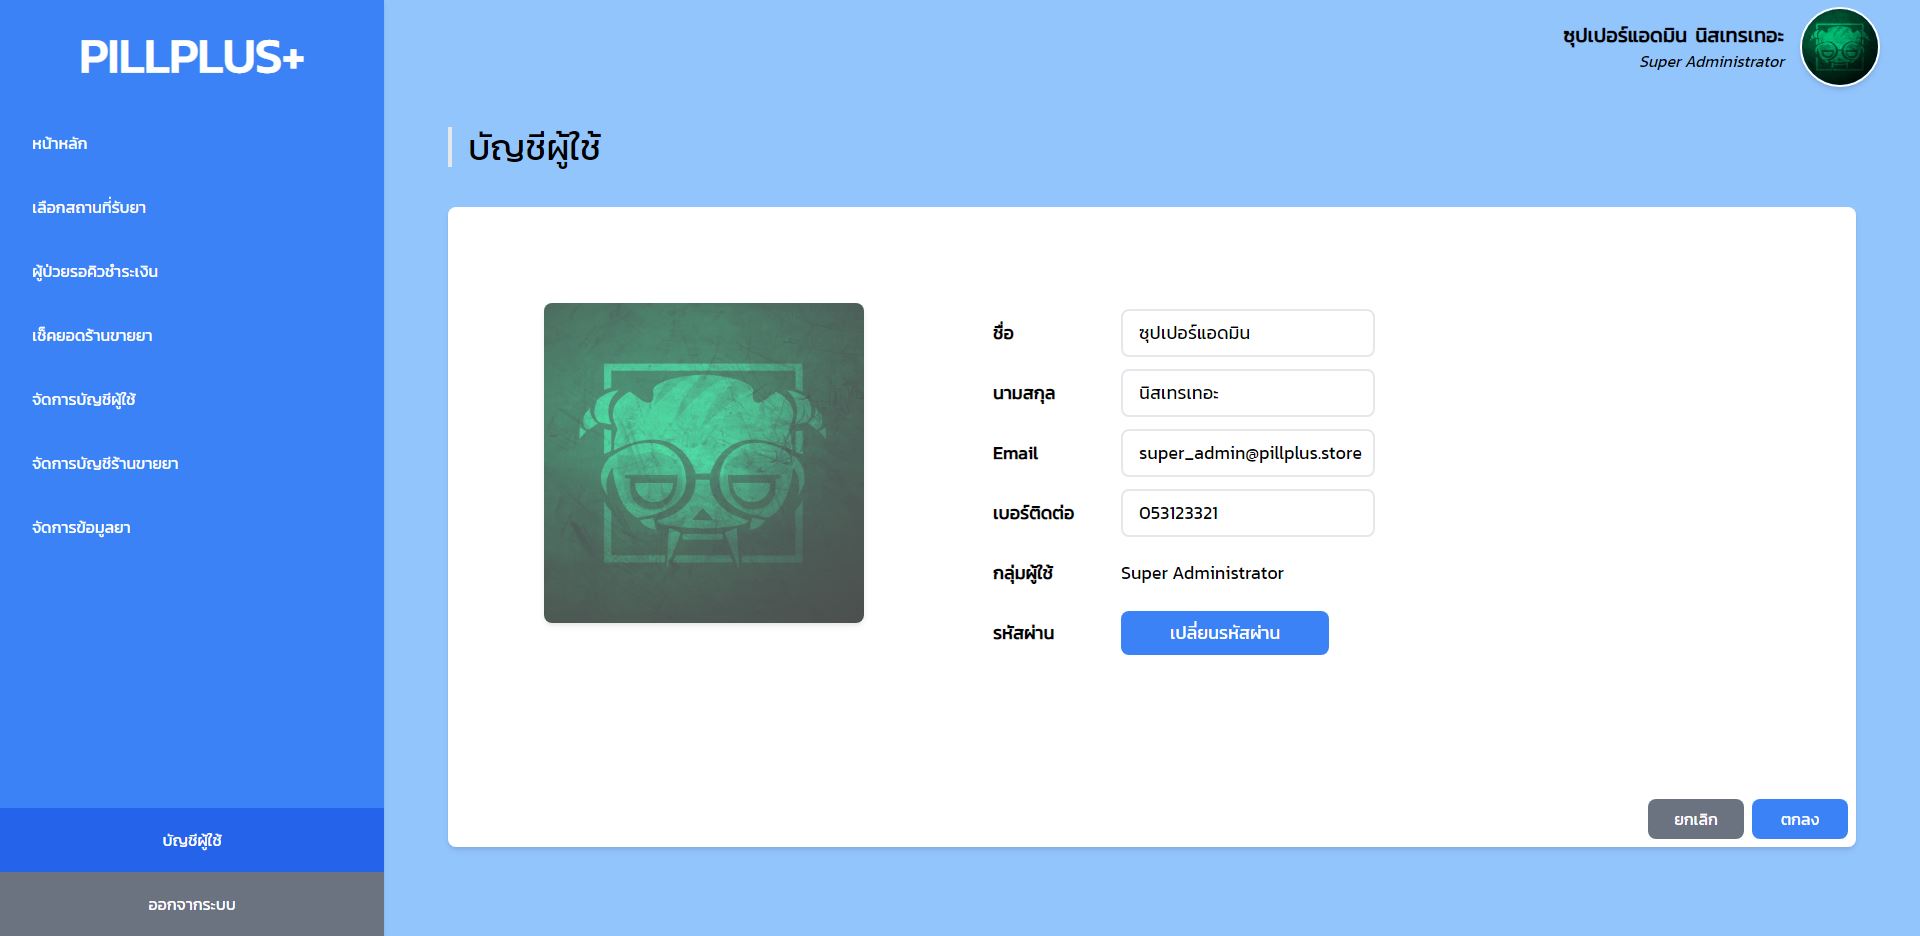 PILLPLUS+
หน้าหลัก
เลือกสถานที่รับยา
ผู้ป่วยรอคิวชำระเงิน
เช็คยอดร้านขายยา
จัดการบัญชีผู้ใช้
จัดการบัญชีร้านขายยา
จัดการข้อมูลยา
บัญชีผู้ใช้
ออกจากระบบ
ซุปเปอร์แอดมิน นิสเทรเทอะ
Super Administrator
บัญชีผู้ใช้
ชื่อ ซุปเปอร์แอดมิน
นามสกุล นิสเทรเทอะ
Email super_admin@pillplus.store
เบอร์ติดต่อ 053123321
กลุ่มผู้ใช้ Super Administrator
รหัสผ่าน เปลี่ยนรหัสผ่าน
ยกเลิก ตกลง